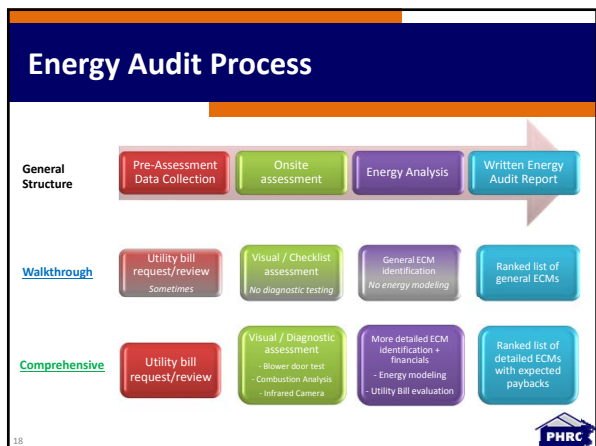 Energy Audit Process
General
Structure
Pre-Assessment
Data Collection
Onsite
assessment
Energy Analysis
Written Energy
Audit Report
Walkthrough
Utility bill
request/review
Sometimes
Visual / Checklist
assessment
No diagnostic testing
General ECM
identification
No energy modeling
Ranked list of
general ECMs
Comprehensive
Utility bill
request/review
Visual / Diagnostic
assessment
- Blower door test
- Combustion Analysis
- Infrared Camera
More detailed ECM
identification +
financials
- Energy modeling
- Utility Bill evaluation
Ranked list of
detailed ECMs
with expected
paybacks
18
PHRC